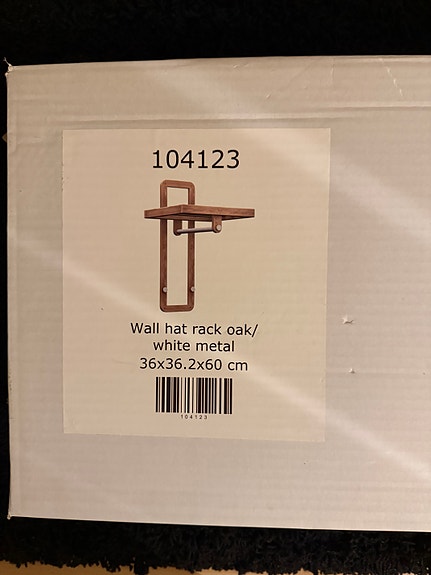 104123
Wall hat rack oak/
white metal
36x36.2x60 cm
104123